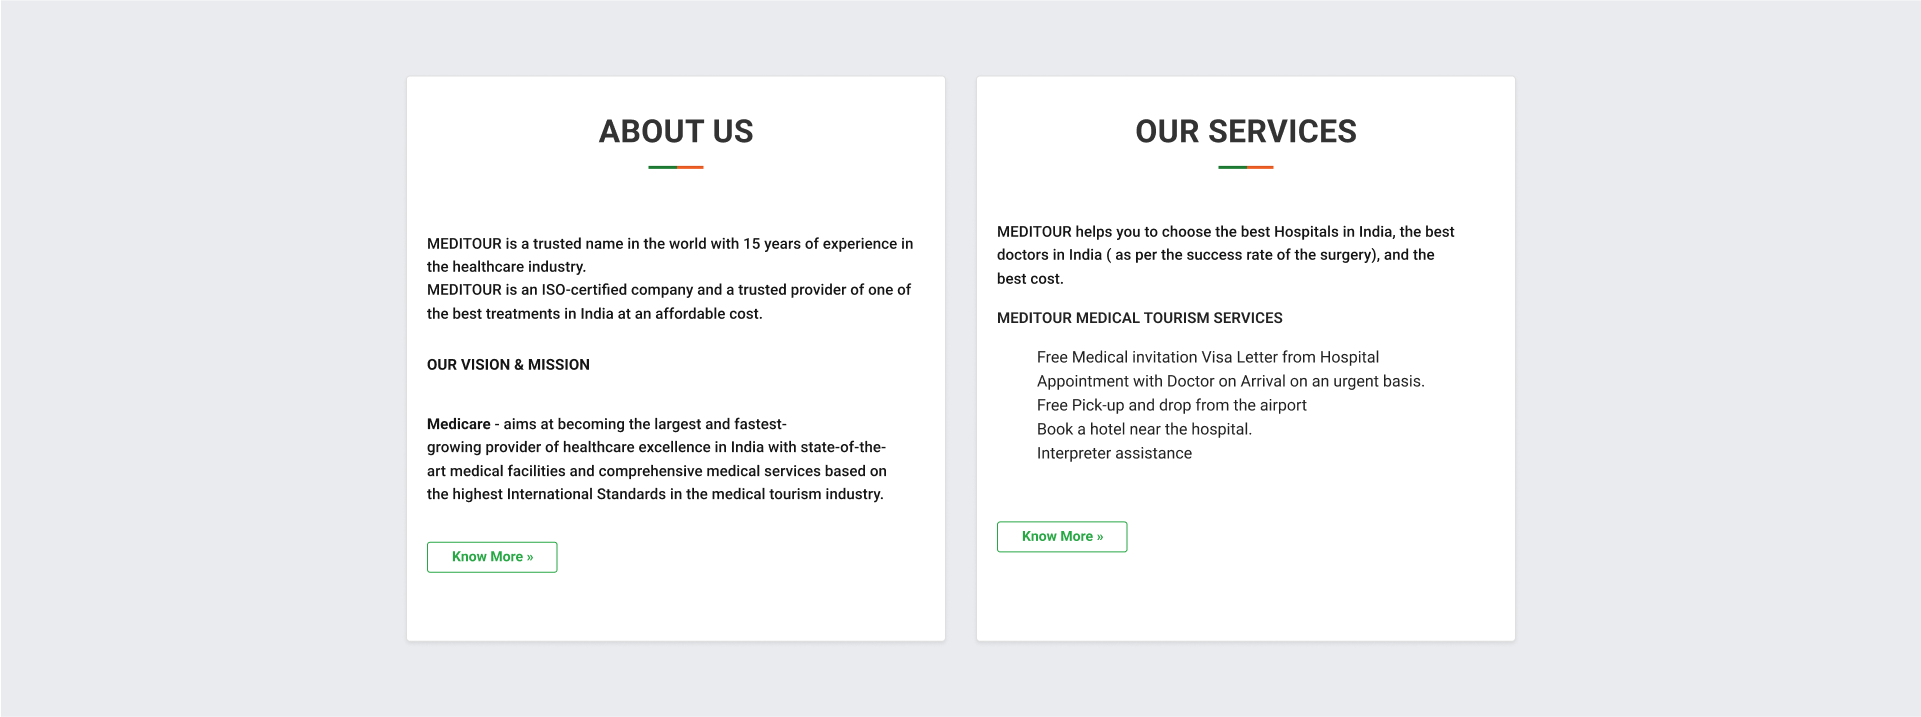 ABOUT US
MEDITOUR is a trusted name in the world with 15 years of experience in
the healthcare industry.
MEDITOUR is an ISO-certified company and a trusted provider of one of
the best treatments in India at an affordable cost.
OUR VISION & MISSION
Medicare - aims at becoming the largest and fastest-
growing provider of healthcare excellence in India with state-of-the-
art medical facilities and comprehensive medical services based on
the highest International Standards in the medical tourism industry.
Know More »
OUR SERVICES
MEDITOUR helps you to choose the best Hospitals in India, the best
doctors in India ( as per the success rate of the surgery), and the
best cost.
MEDITOUR MEDICAL TOURISM SERVICES
Free Medical invitation Visa Letter from Hospital
Appointment with Doctor on Arrival on an urgent basis.
Free Pick-up and drop from the airport
Book a hotel near the hospital.
Interpreter assistance
Know More »